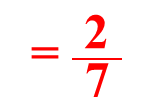 = 2/7